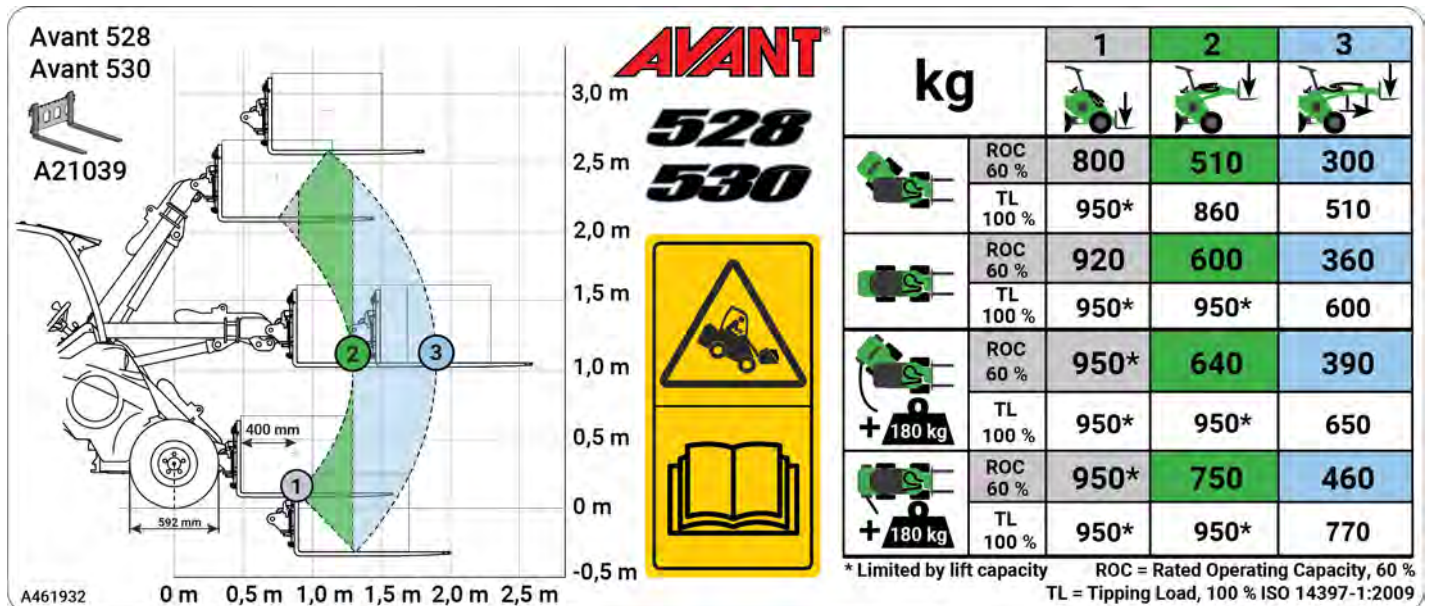 Avant 528
Avant 530
A21039
3,0 m
2,5 m
2,0 m
1,5 m
1,0 m
0,5 m
0 m
-0,5 m
400 mm
592 mm
1
2
3
A461932
0 m 0,5 m 1,0 m 1,5 m 2,0 m 2,5 m
AVANT®
528
530
kg
1 2 3
ROC 60 % 800 510 300
TL 100 % 950* 860 510
ROC 60 % 920 600 360
TL 100 % 950* 950* 600
ROC 60 % 950* 640 390
+ 180 kg TL 100 % 950* 950* 650
ROC 60 % 950* 750 460
+ 180 kg TL 100 % 950* 950* 770
* Limited by lift capacity ROC = Rated Operating Capacity, 60 %
TL = Tipping Load, 100 % ISO 14397-1:2009